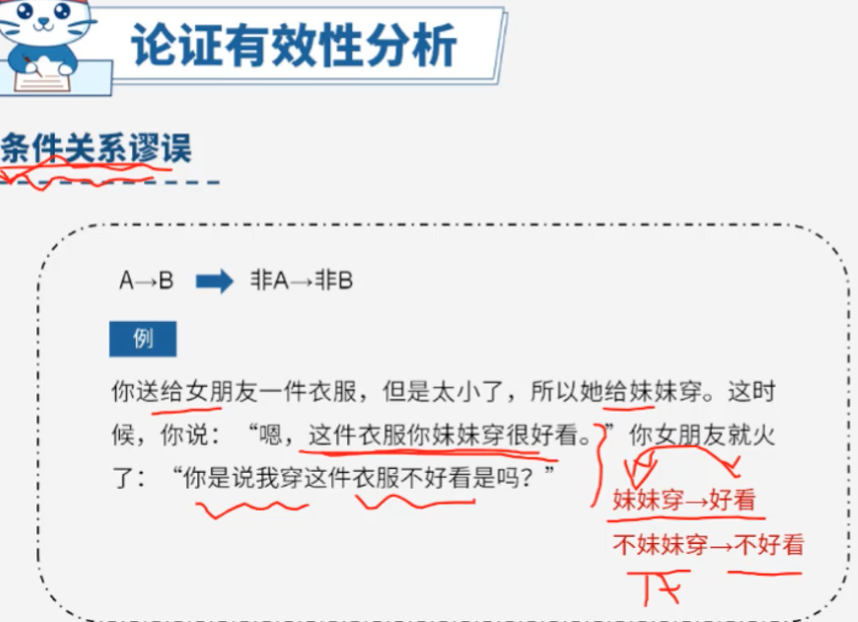 论证有效性分析
条件关系谬误
A→B 非A→非B
例
你送给女朋友一件衣服，但是太小了，所以她给妹妹穿。这时
候，你说：“嗯，这件衣服你妹妹穿很好看。”你女朋友就火
了：“你是说我穿这件衣服不好看是吗？”
妹妹穿→好看
不妹妹穿→不好看